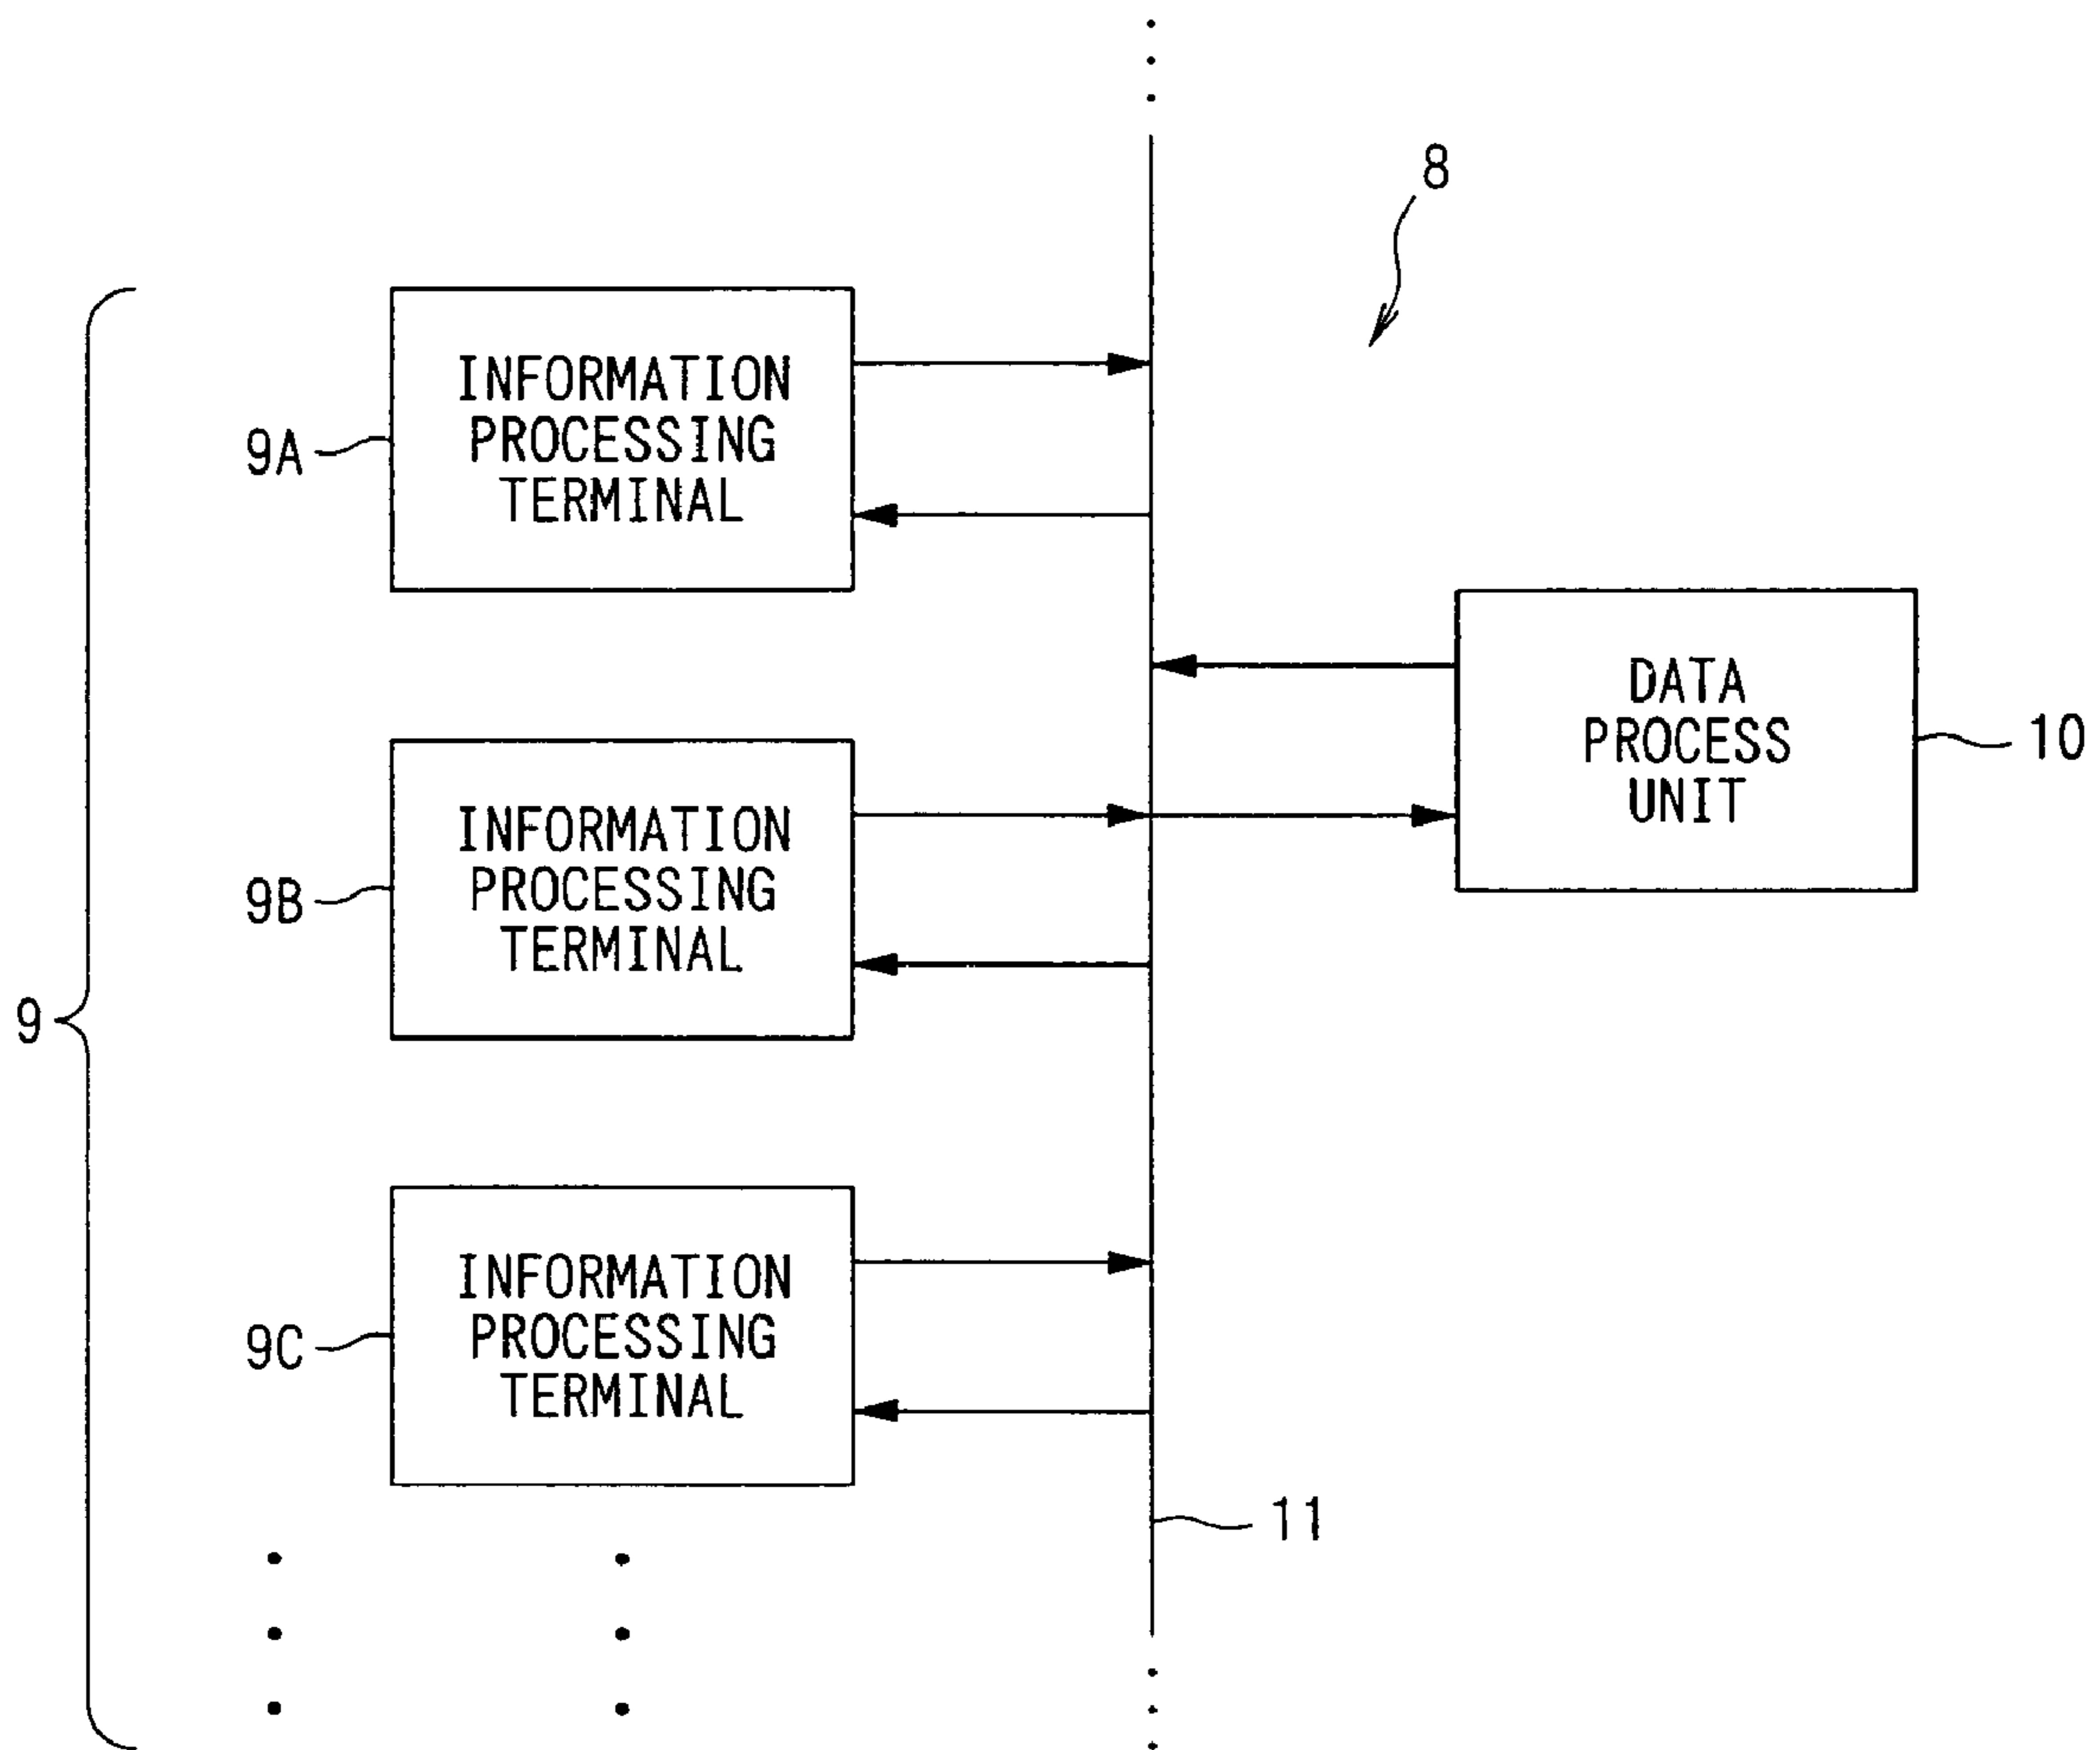 8
INFORMATION
PROCESSING
TERMINAL
9A
DATA
PROCESS
UNIT
10
INFORMATION
PROCESSING
TERMINAL
9B
9
INFORMATION
PROCESSING
TERMINAL
9C
11